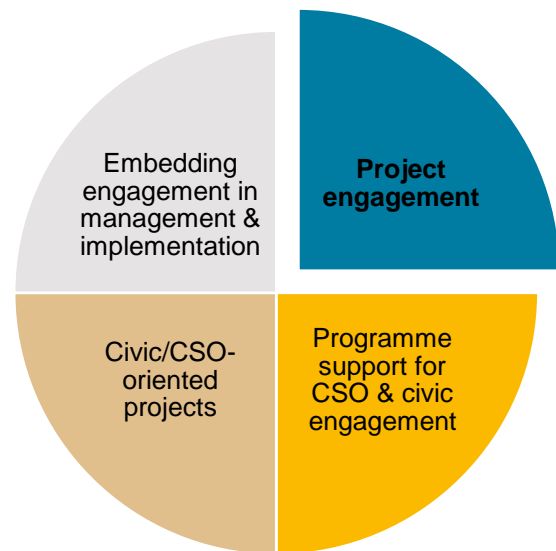 Embedding
engagement in
management &
implementation
Project
engagement
Civic/CSO-
oriented
projects
Programme
support for
CSO & civic
engagement